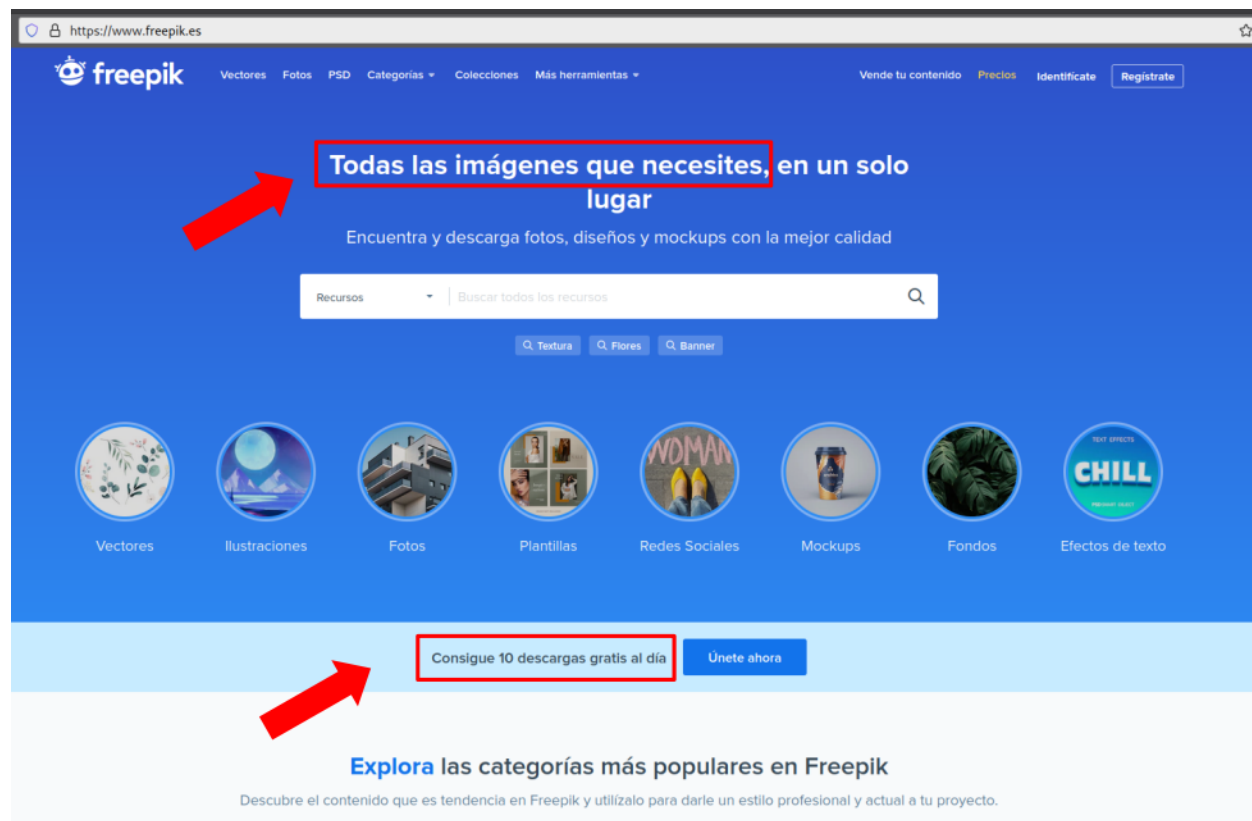 https://www.freepik.es
freepik Vectores Fotos PSD Categorías Colecciones Más herramientas Vende tu contenido Precios Identifícate Regístrate
Todas las imágenes que necesites, en un solo
lugar
Encuentra y descarga fotos, diseños y mockups con la mejor calidad
Recursos Buscar todos los recursos
Textura Flores Banner
WOMAN
TEXT EFFECTS
CHILL
Vectores Ilustraciones Fotos Plantillas Redes Sociales Mockups Fondos Efectos de texto
Consigue 10 descargas gratis al día Únete ahora
Explora las categorías más populares en Freepik
Descubre el contenido que es tendencia en Freepik y utilízalo para darle un estilo profesional y actual a tu proyecto.